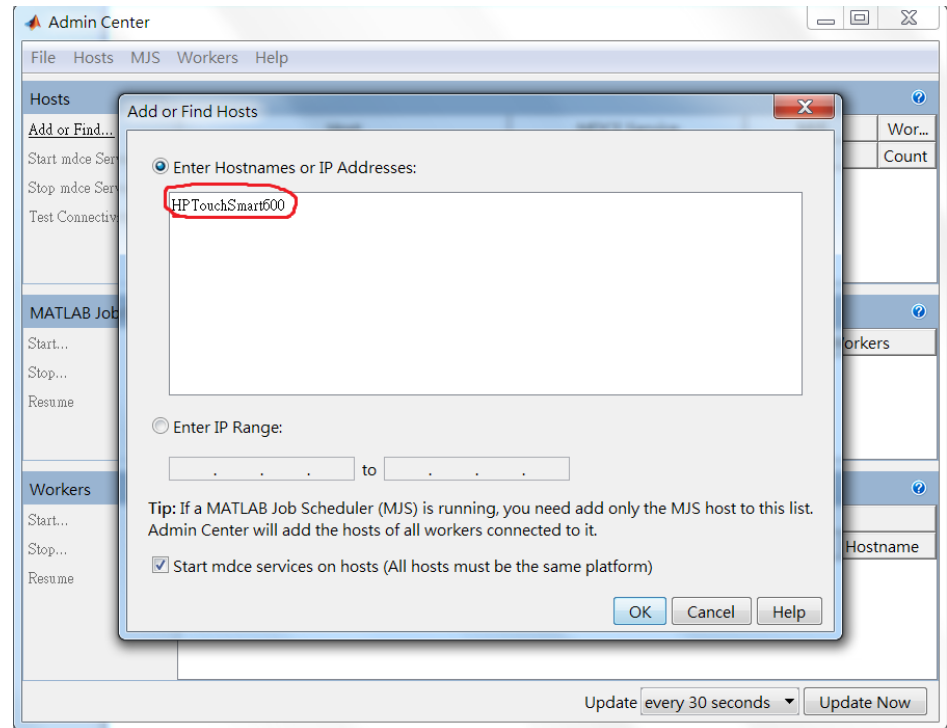 Admin Center
File Hosts MJS Workers Help
Hosts
Add or Find...
Wor...
Start mdce Ser
Count
Stop mdce Serv
Test Connectiv
Add or Find Hosts
Enter Hostnames or IP Addresses:
HPTouchSmart600
MATLAB Job
Start...
orkers
Stop...
Resume
Enter IP Range:
. . . to . . .
Workers
Start...
Stop...
Hostname
Resume
Tip: If a MATLAB Job Scheduler (MJS) is running, you need add only the MJS host to this list.
Admin Center will add the hosts of all workers connected to it.
Start mdce services on hosts (All hosts must be the same platform)
OK Cancel Help
Update every 30 seconds Update Now